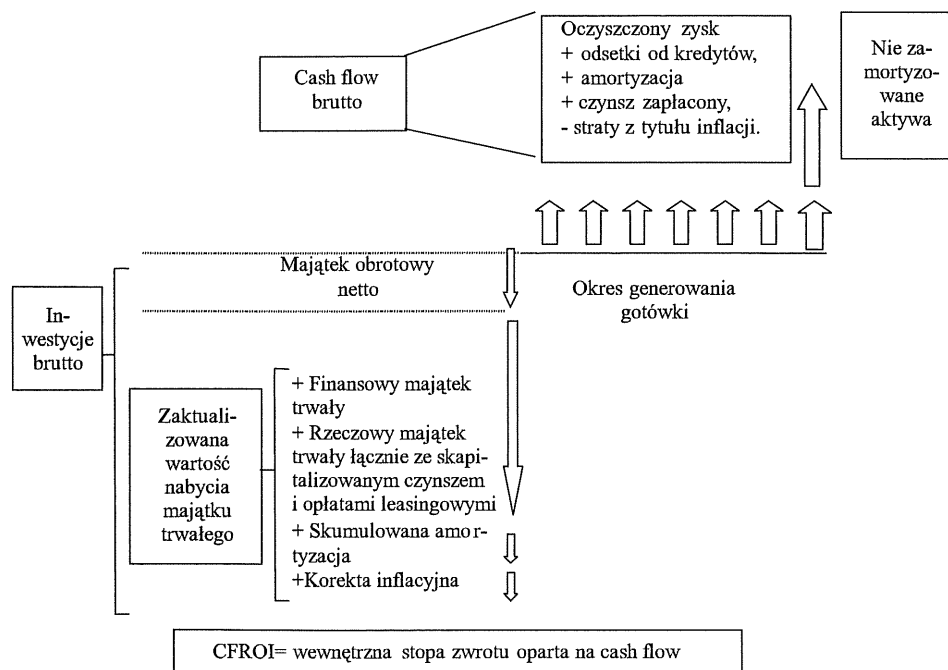 Cash flow
brutto
Oczyszczony zysk
+ odsetki od kredytów,
+ amortyzacja
+ czynsz zapłacony,
- straty z tytułu inflacji.
Nie za-
mortyzo-
wane
aktywa
Majątek obrotowy
netto
Okres generowania
gotówki
In-
westycje
brutto
Zaktuali-
zowana
wartość
nabycia
majątku
trwałego
+ Finansowy majątek
trwały
+ Rzeczowy majątek
trwały łącznie ze skapi-
talizowanym czynszem
i opłatami leasingowymi
+ Skumulowana amor-
tyzacja
+Korekta inflacyjna
CFROI= wewnętrzna stopa zwrotu oparta na cash flow